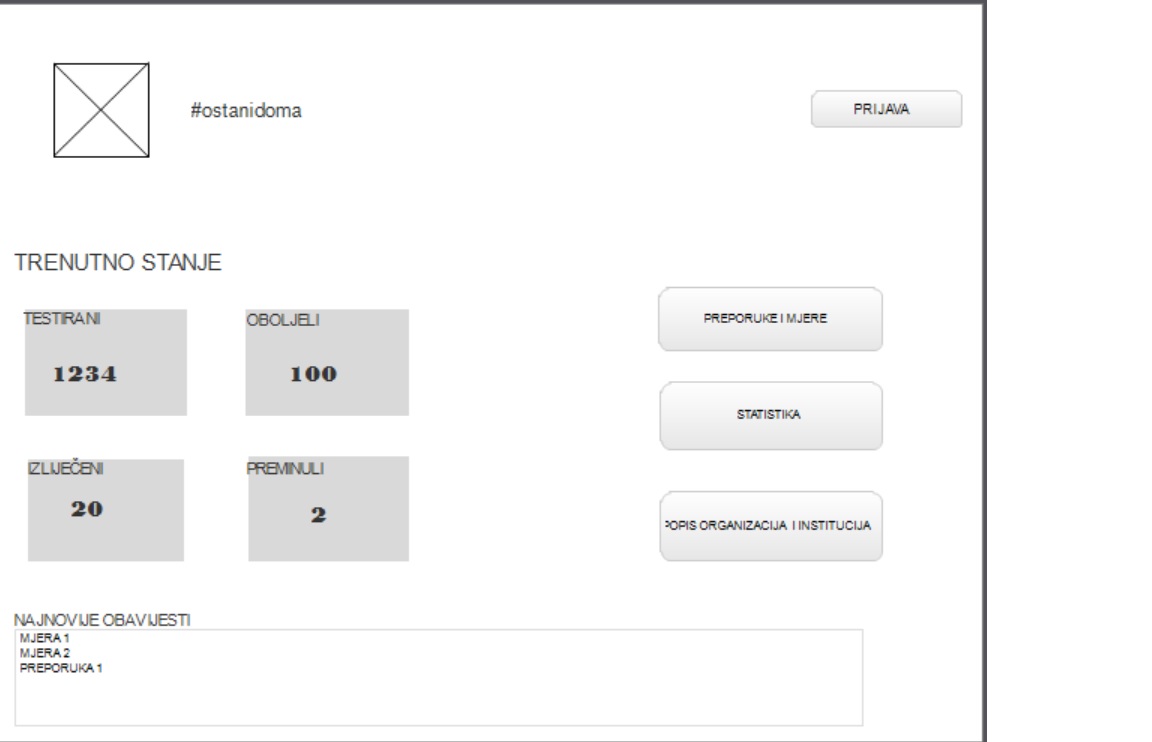 #ostanidoma
PRIJAVA
TRENUTNO STANJE
TESTIRANI
OBOLJELI
1234
100
PREPORUKE I MJERE
STATISTIKA
IZLIJEČENI
PREMINULI
20
2
POPIS ORGANIZACIJA I INSTITUCIJA
NAJNOVIJE OBAVIJESTI
MJERA 1
MJERA 2
PREPORUKA 1